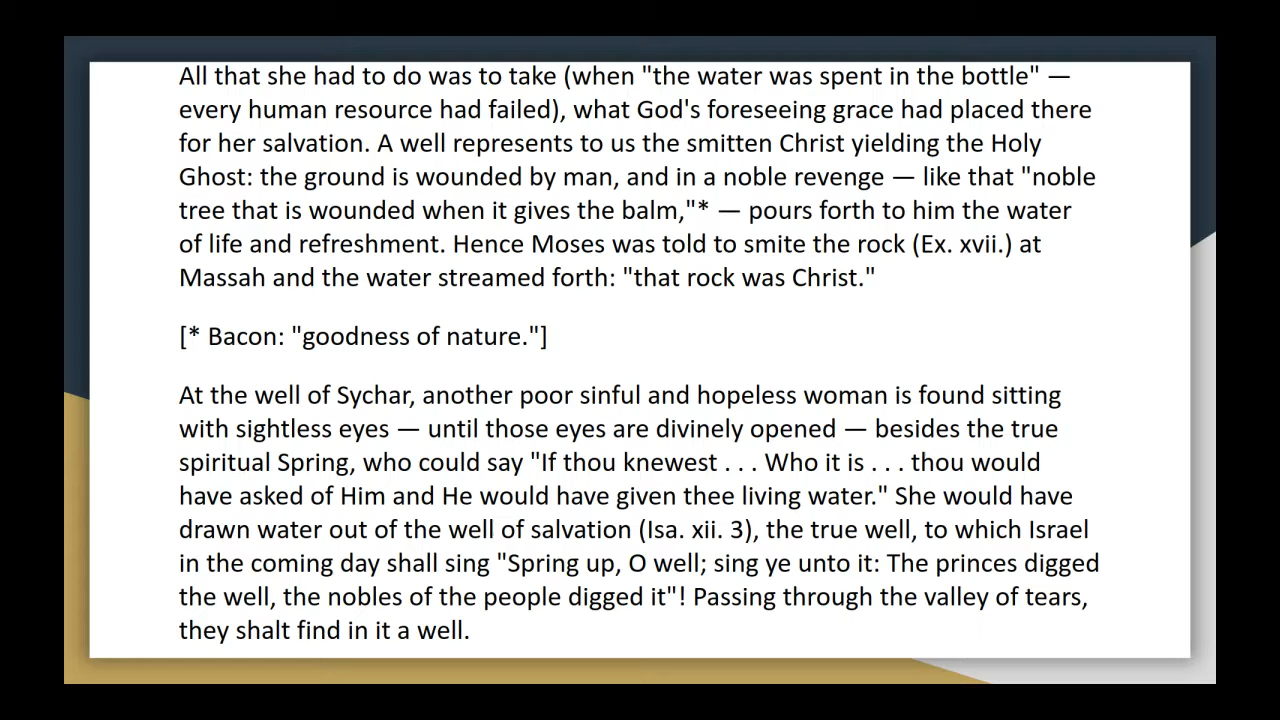 All that she had to do was to take (when "the water was spent in the bottle" —
every human resource had failed), what God's foreseeing grace had placed there
for her salvation. A well represents to us the smitten Christ yielding the Holy
Ghost: the ground is wounded by man, and in a noble revenge — like that "noble
tree that is wounded when it gives the balm,"* — pours forth to him the water
of life and refreshment. Hence Moses was told to smite the rock (Ex. xvii.) at
Massah and the water streamed forth: "that rock was Christ."
[* Bacon: "goodness of nature."]
At the well of Sychar, another poor sinful and hopeless woman is found sitting
with sightless eyes — until those eyes are divinely opened — besides the true
spiritual Spring, who could say "If thou knewest . . . Who it is . . . thou would
have asked of Him and He would have given thee living water." She would have
drawn water out of the well of salvation (Isa. xii. 3), the true well, to which Israel
in the coming day shall sing "Spring up, O well; sing ye unto it: The princes digged
the well, the nobles of the people digged it"! Passing through the valley of tears,
they shalt find in it a well.